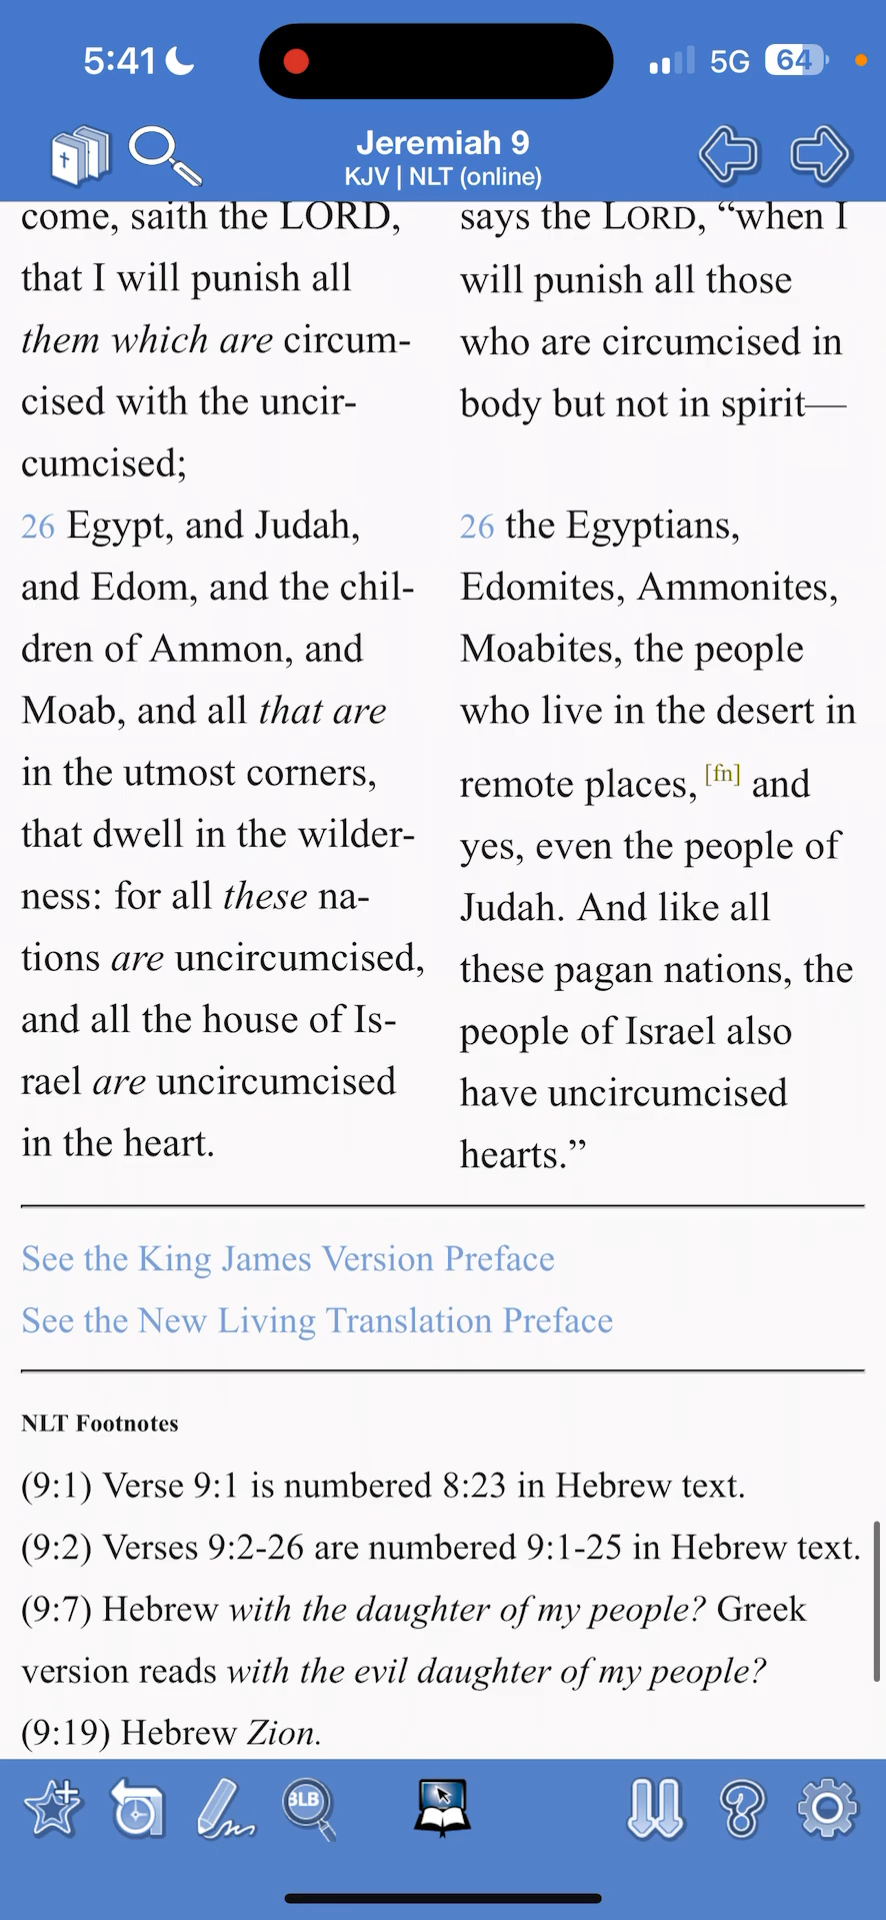 5:41
5G
64
Jeremiah 9
KJV | NLT (online)
come, saith the LORD,
that I will punish all
them which are circum-
cised with the uncir-
cumcised;
26 Egypt, and Judah,
and Edom, and the chil-
dren of Ammon, and
Moab, and all that are
in the utmost corners,
that dwell in the wilder-
ness: for all these na-
tions are uncircumcised,
and all the house of Is-
rael are uncircumcised
in the heart.
says the LORD, “when I
will punish all those
who are circumcised in
body but not in spirit—
26 the Egyptians,
Edomites, Ammonites,
Moabites, the people
who live in the desert in
remote places, [fn] and
yes, even the people of
Judah. And like all
these pagan nations, the
people of Israel also
have uncircumcised
hearts.”
See the King James Version Preface
See the New Living Translation Preface
NLT Footnotes
(9:1) Verse 9:1 is numbered 8:23 in Hebrew text.
(9:2) Verses 9:2-26 are numbered 9:1-25 in Hebrew text.
(9:7) Hebrew with the daughter of my people? Greek
version reads with the evil daughter of my people?
(9:19) Hebrew Zion.
BLB